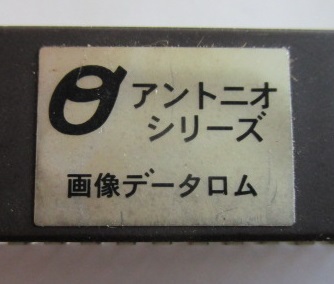 アントニオ
シリーズ
画像データロム